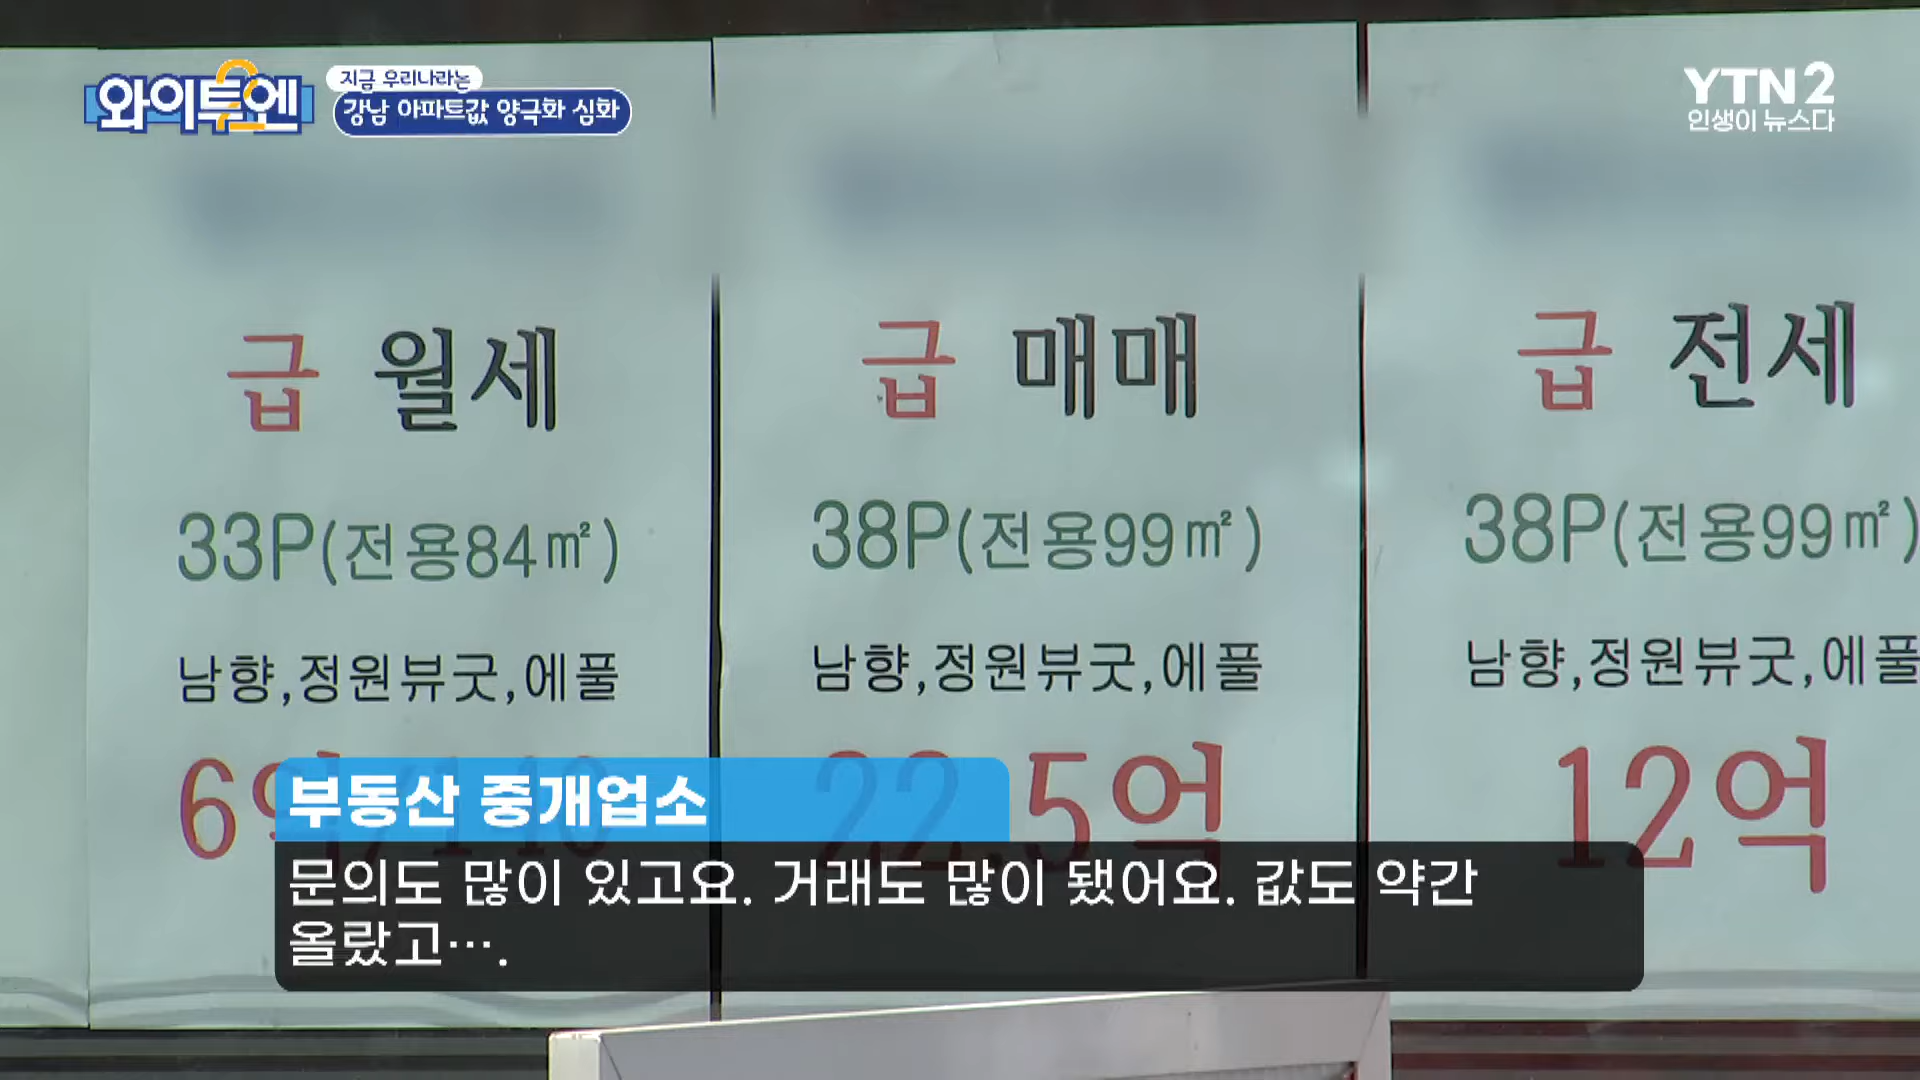 와이투엔
지금 우리나라는
강남 아파트값 양극화 심화
YTN2
인생이 뉴스다
급 월세
33P(전용84㎡)
남향,정원뷰굿,에풀
급 매매
38P(전용99㎡)
남향,정원뷰굿,에풀
22.5억
급 전세
38P(전용99㎡)
남향,정원뷰굿,에풀
12억
부동산 중개업소
문의도 많이 있고요. 거래도 많이 됐어요. 값도 약간
올랐고….